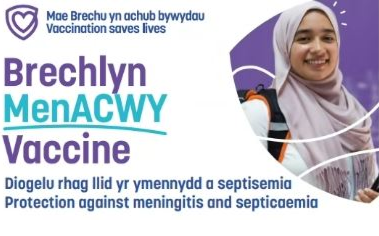 Mae Brechu yn achub bywydau
Vaccination saves lives
Brechlyn
MenACWY
Vaccine
Diogelu rhag llid yr ymennydd a septisemia
Protection against meningitis and septicaemia